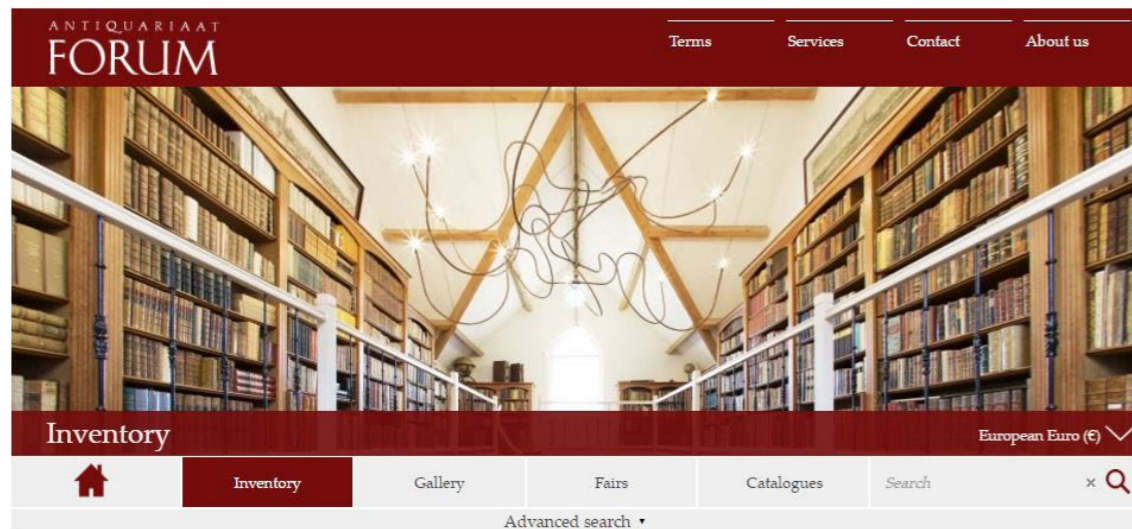 ANTIQUARIAAT
FORUM
Terms Services Contact About us
Inventory
European Euro (€)
Inventory Gallery Fairs Catalogues Search ×
Advanced search ▾